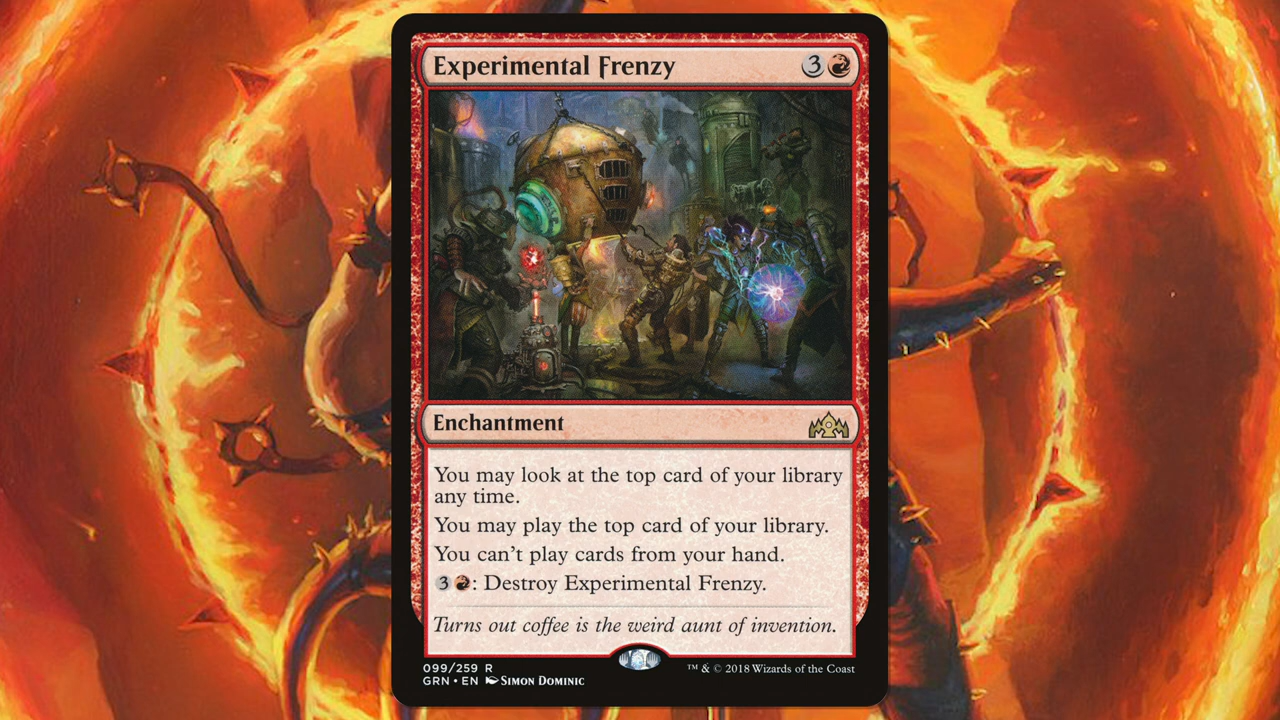 Experimental Frenzy 3
Enchantment
You may look at the top card of your library
any time.
You may play the top card of your library.
You can't play cards from your hand.
3 : Destroy Experimental Frenzy.
Turns out coffee is the weird aunt of invention.
099/259 R
™ & © 2018 Wizards of the Coast
GRN • EN Simon Dominic